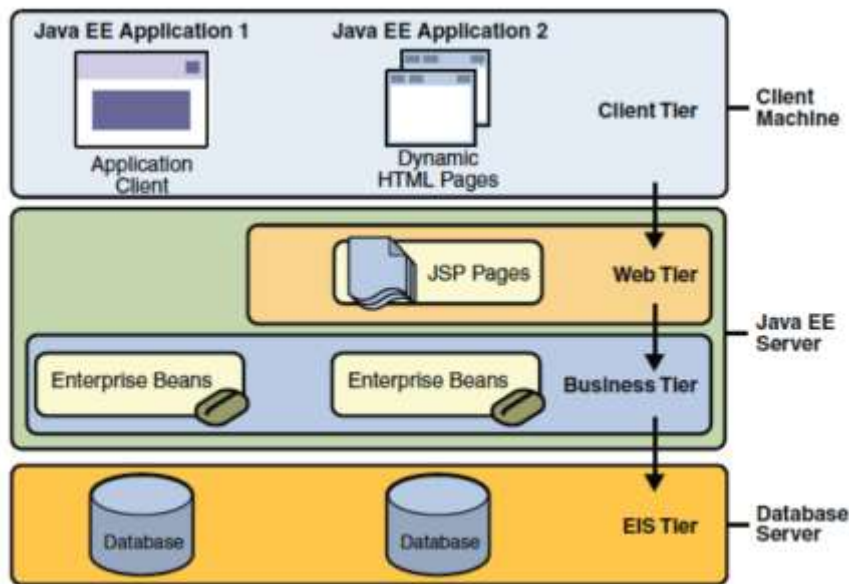 Java EE Application 1
Java EE Application 2
Application
Client
Dynamic
HTML Pages
Client Tier
Client
Machine
JSP Pages
Web Tier
Java EE
Server
Enterprise Beans
Enterprise Beans
Business Tier
Database
Database
EIS Tier
Database
Server